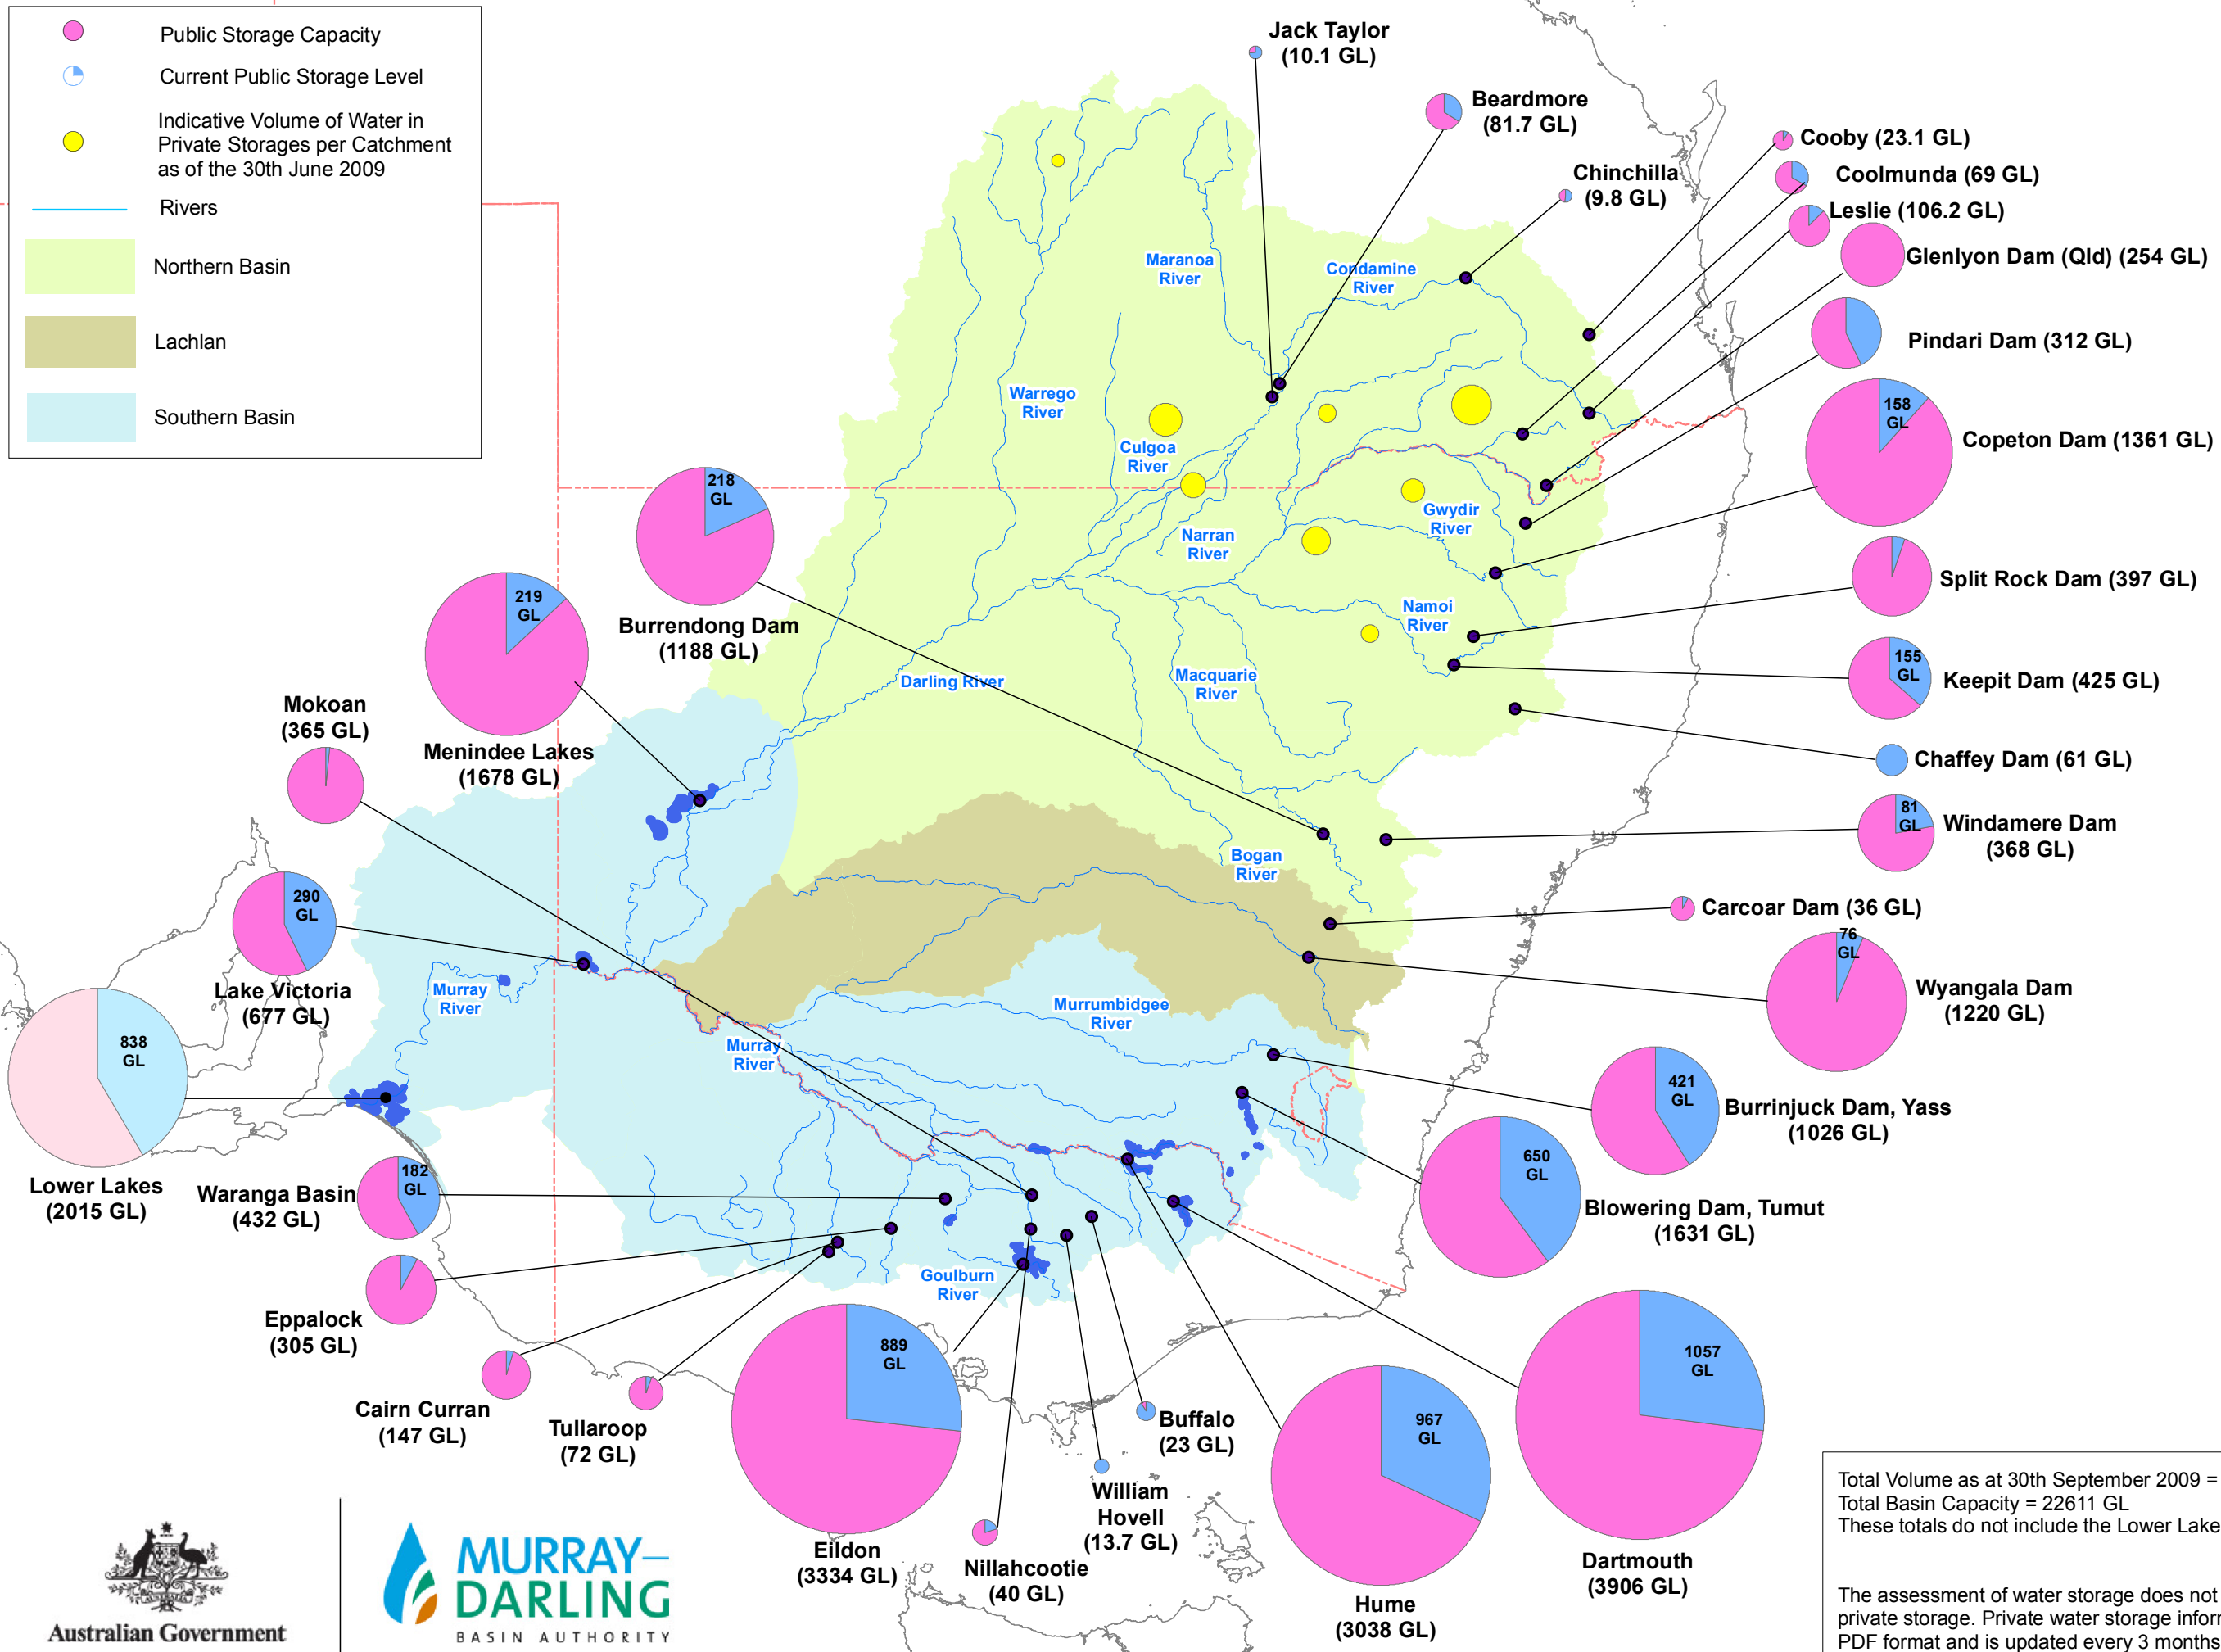 Public Storage Capacity
Current Public Storage Level
Indicative Volume of Water in
Private Storages per Catchment
as of the 30th June 2009
Rivers
Northern Basin
Lachlan
Southern Basin
Jack Taylor
(10.1 GL)
Beardmore
(81.7 GL)
Chinchilla
(9.8 GL)
Cooby (23.1 GL)
Coolmunda (69 GL)
Leslie (106.2 GL)
Glenlyon Dam (Qld) (254 GL)
Pindari Dam (312 GL)
158
GL
Copeton Dam (1361 GL)
Split Rock Dam (397 GL)
155
GL
Keepit Dam (425 GL)
Chaffey Dam (61 GL)
81
GL
Windamere Dam
(368 GL)
Carcoar Dam (36 GL)
76
GL
Wyangala Dam
(1220 GL)
421
GL
Burrinjuck Dam, Yass
(1026 GL)
650
GL
Blowering Dam, Tumut
(1631 GL)
1057
GL
Dartmouth
(3906 GL)
967
GL
Hume
(3038 GL)
Buffalo
(23 GL)
William
Hovell
(13.7 GL)
Nillahcootie
(40 GL)
889
GL
Eildon
(3334 GL)
Tullaroop
(72 GL)
Cairn Curran
(147 GL)
Eppalock
(305 GL)
182
GL
Waranga Basin
(432 GL)
838
GL
Lower Lakes
(2015 GL)
290
GL
Lake Victoria
(677 GL)
Mokoan
(365 GL)
219
GL
Menindee Lakes
(1678 GL)
218
GL
Burrendong Dam
(1188 GL)
Maranoa
River
Condamine
River
Warrego
River
Culgoa
River
Narran
River
Gwydir
River
Namoi
River
Darling River
Macquarie
River
Bogan
River
Murray
River
Murrumbidgee
River
Murray
River
Goulburn
River
Australian Government
MURRAY–
DARLING
BASIN AUTHORITY
Total Volume as at 30th September 2009 =
Total Basin Capacity = 22611 GL
These totals do not include the Lower Lake
The assessment of water storage does not
private storage. Private water storage infor
PDF format and is updated every 3 months